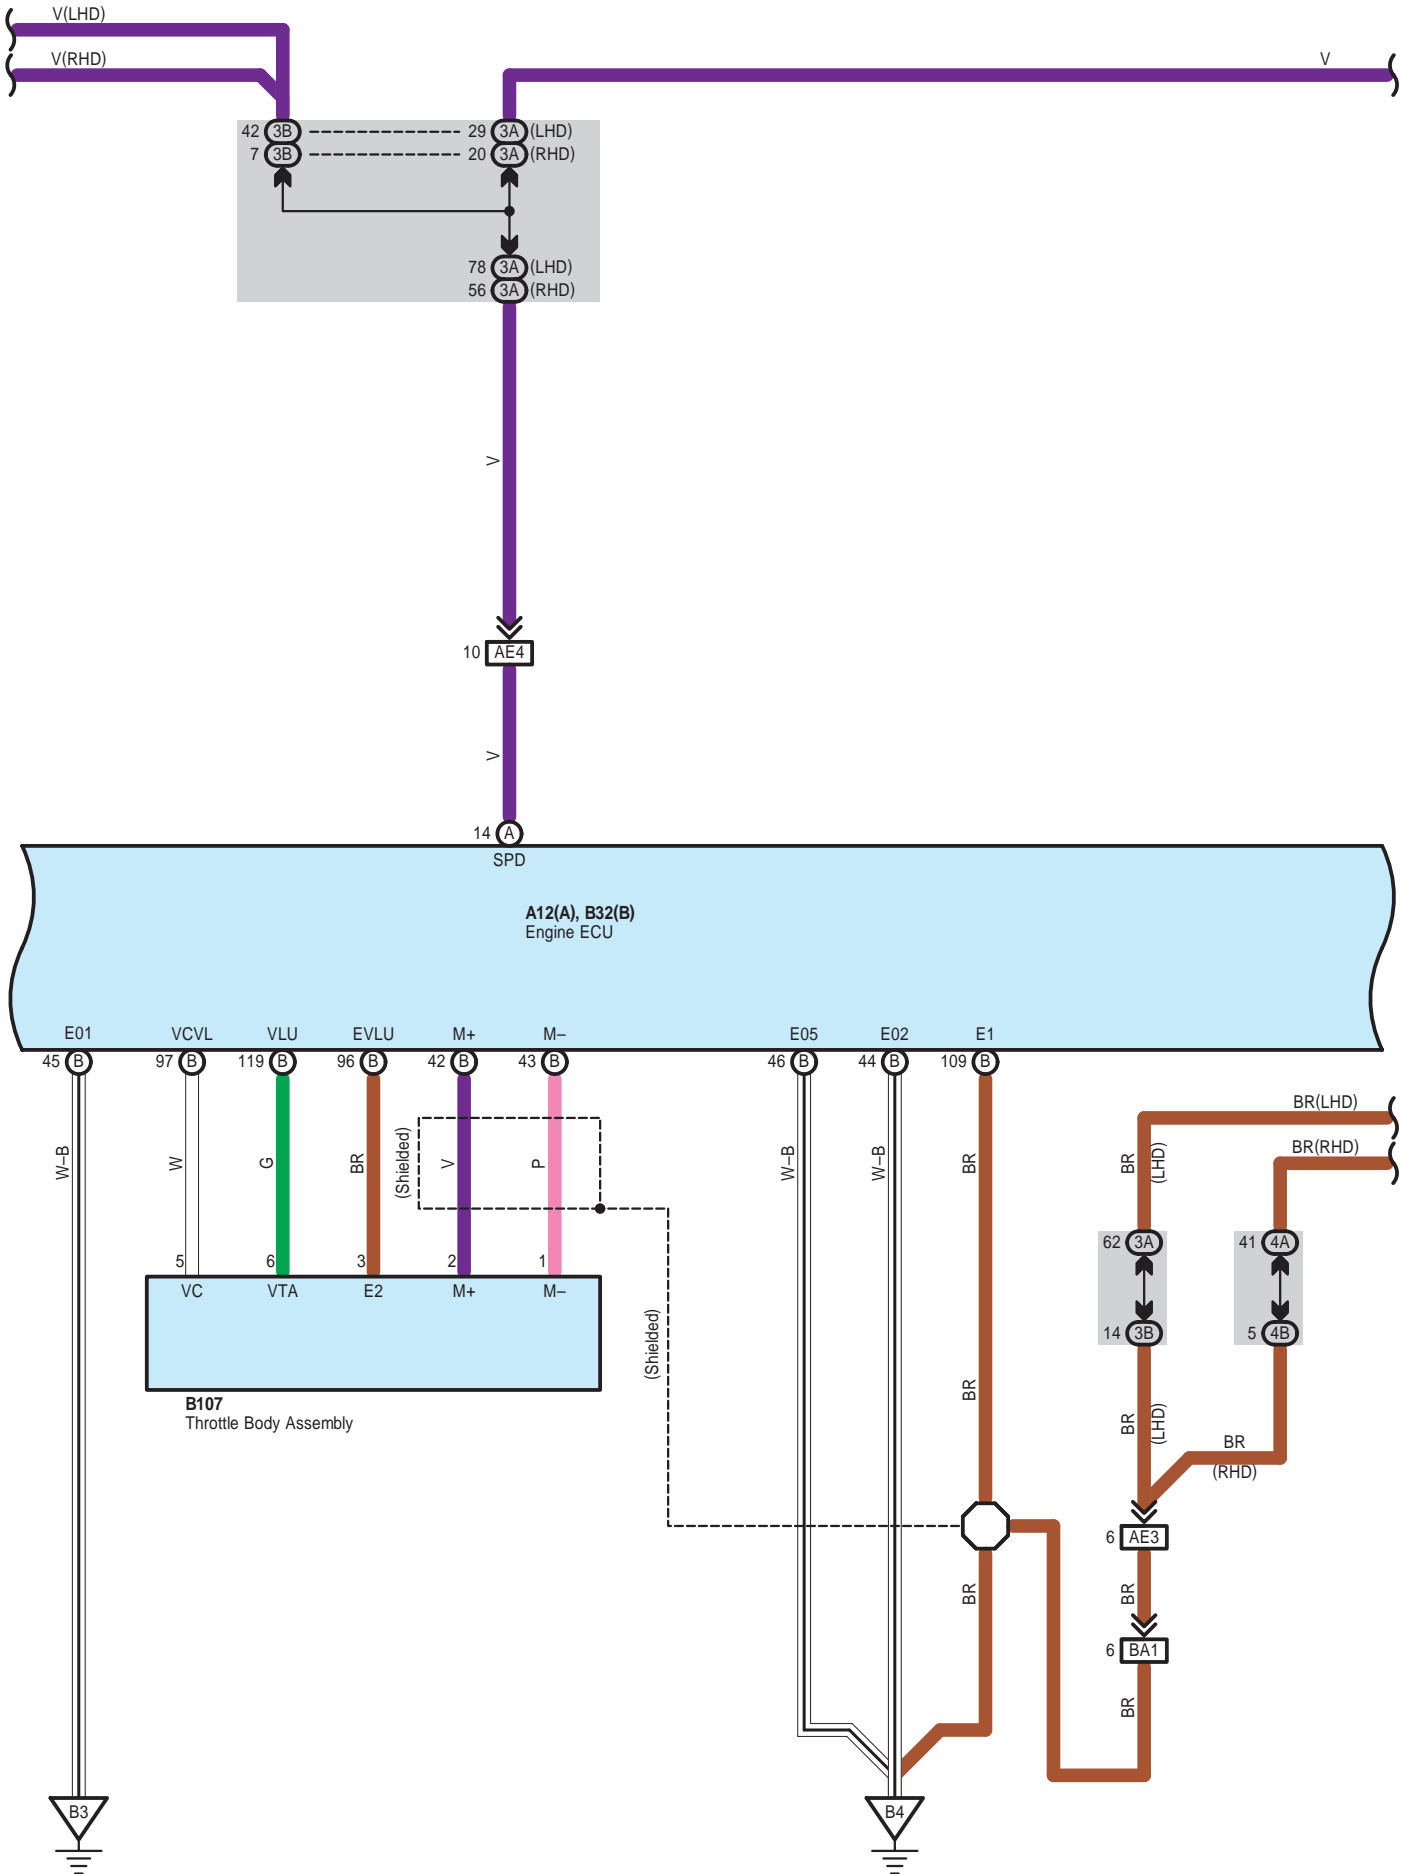 V(LHD)
V(RHD)
V
42 3B 29 3A (LHD)
7 3B 20 3A (RHD)
78 3A (LHD)
56 3A (RHD)
V
10 AE4
V
14 A
SPD
A12(A), B32(B)
Engine ECU
E01 VCVL VLU EVLU M+ M– E05 E02 E1
45 B 97 B 119 B 96 B 42 B 43 B 46 B 44 B 109 B
BR(LHD)
BR(RHD)
W–B
W
G
BR
(Shielded)
V
P
W–B
W–B
BR
BR
(LHD)
62 3A 41 4A
5 6 3 2 1
VC VTA E2 M+ M–
14 3B 5 4B
(Shielded)
B107
Throttle Body Assembly
BR
BR
(LHD)
BR
(RHD)
6 AE3
BR
BR
6 BA1
BR
B3
B4